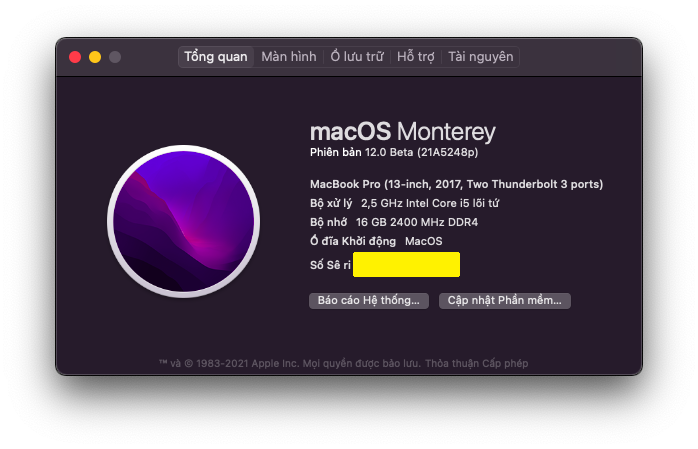 Tổng quan Màn hình Ổ lưu trữ Hỗ trợ Tài nguyên
macOS Monterey
Phiên bản 12.0 Beta (21A5248p)
MacBook Pro (13-inch, 2017, Two Thunderbolt 3 ports)
Bộ xử lý 2,5 GHz Intel Core i5 lõi tứ
Bộ nhớ 16 GB 2400 MHz DDR4
Ổ đĩa Khởi động MacOS
Số Sê ri
Báo cáo Hệ thống... Cập nhật Phần mềm...
™ và © 1983-2021 Apple Inc. Mọi quyền được bảo lưu. Thỏa thuận Cấp phép